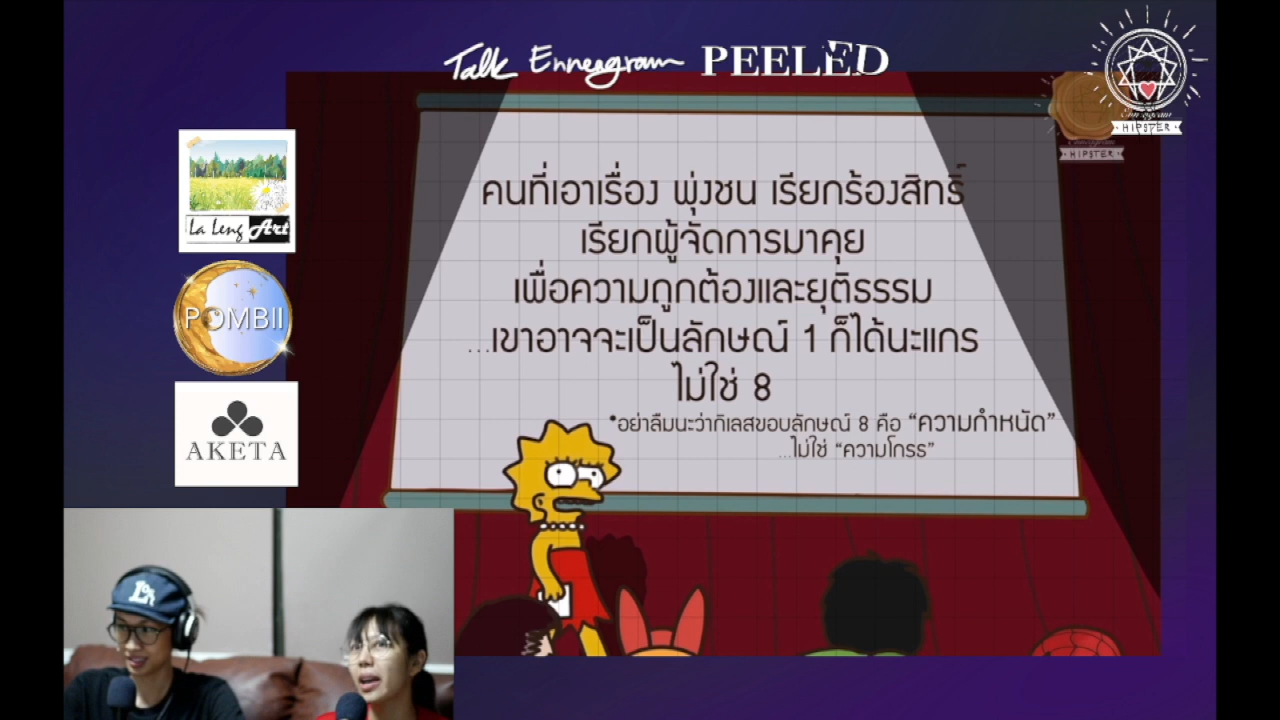 Talk Enneagram PEELED
Enneagram
HIPSTER
HIPSTER
La Leng Art
POMBII
AKETA
คนที่เอาเรื่อง พุ่งชน เรียกร้องสิทธิ์
เรียกผู้จัดการมาคุย
เพื่อความถูกต้องและยุติธรรม
...เขาอาจจะเป็นลักษณ์ 1 ก็ได้นะแกร
ไม่ใช่ 8
*อย่าลืมนะว่ากิเลสขอบลักษณ์ 8 คือ “ความกำหนัด”
...ไม่ใช่ “ความโกรธ”